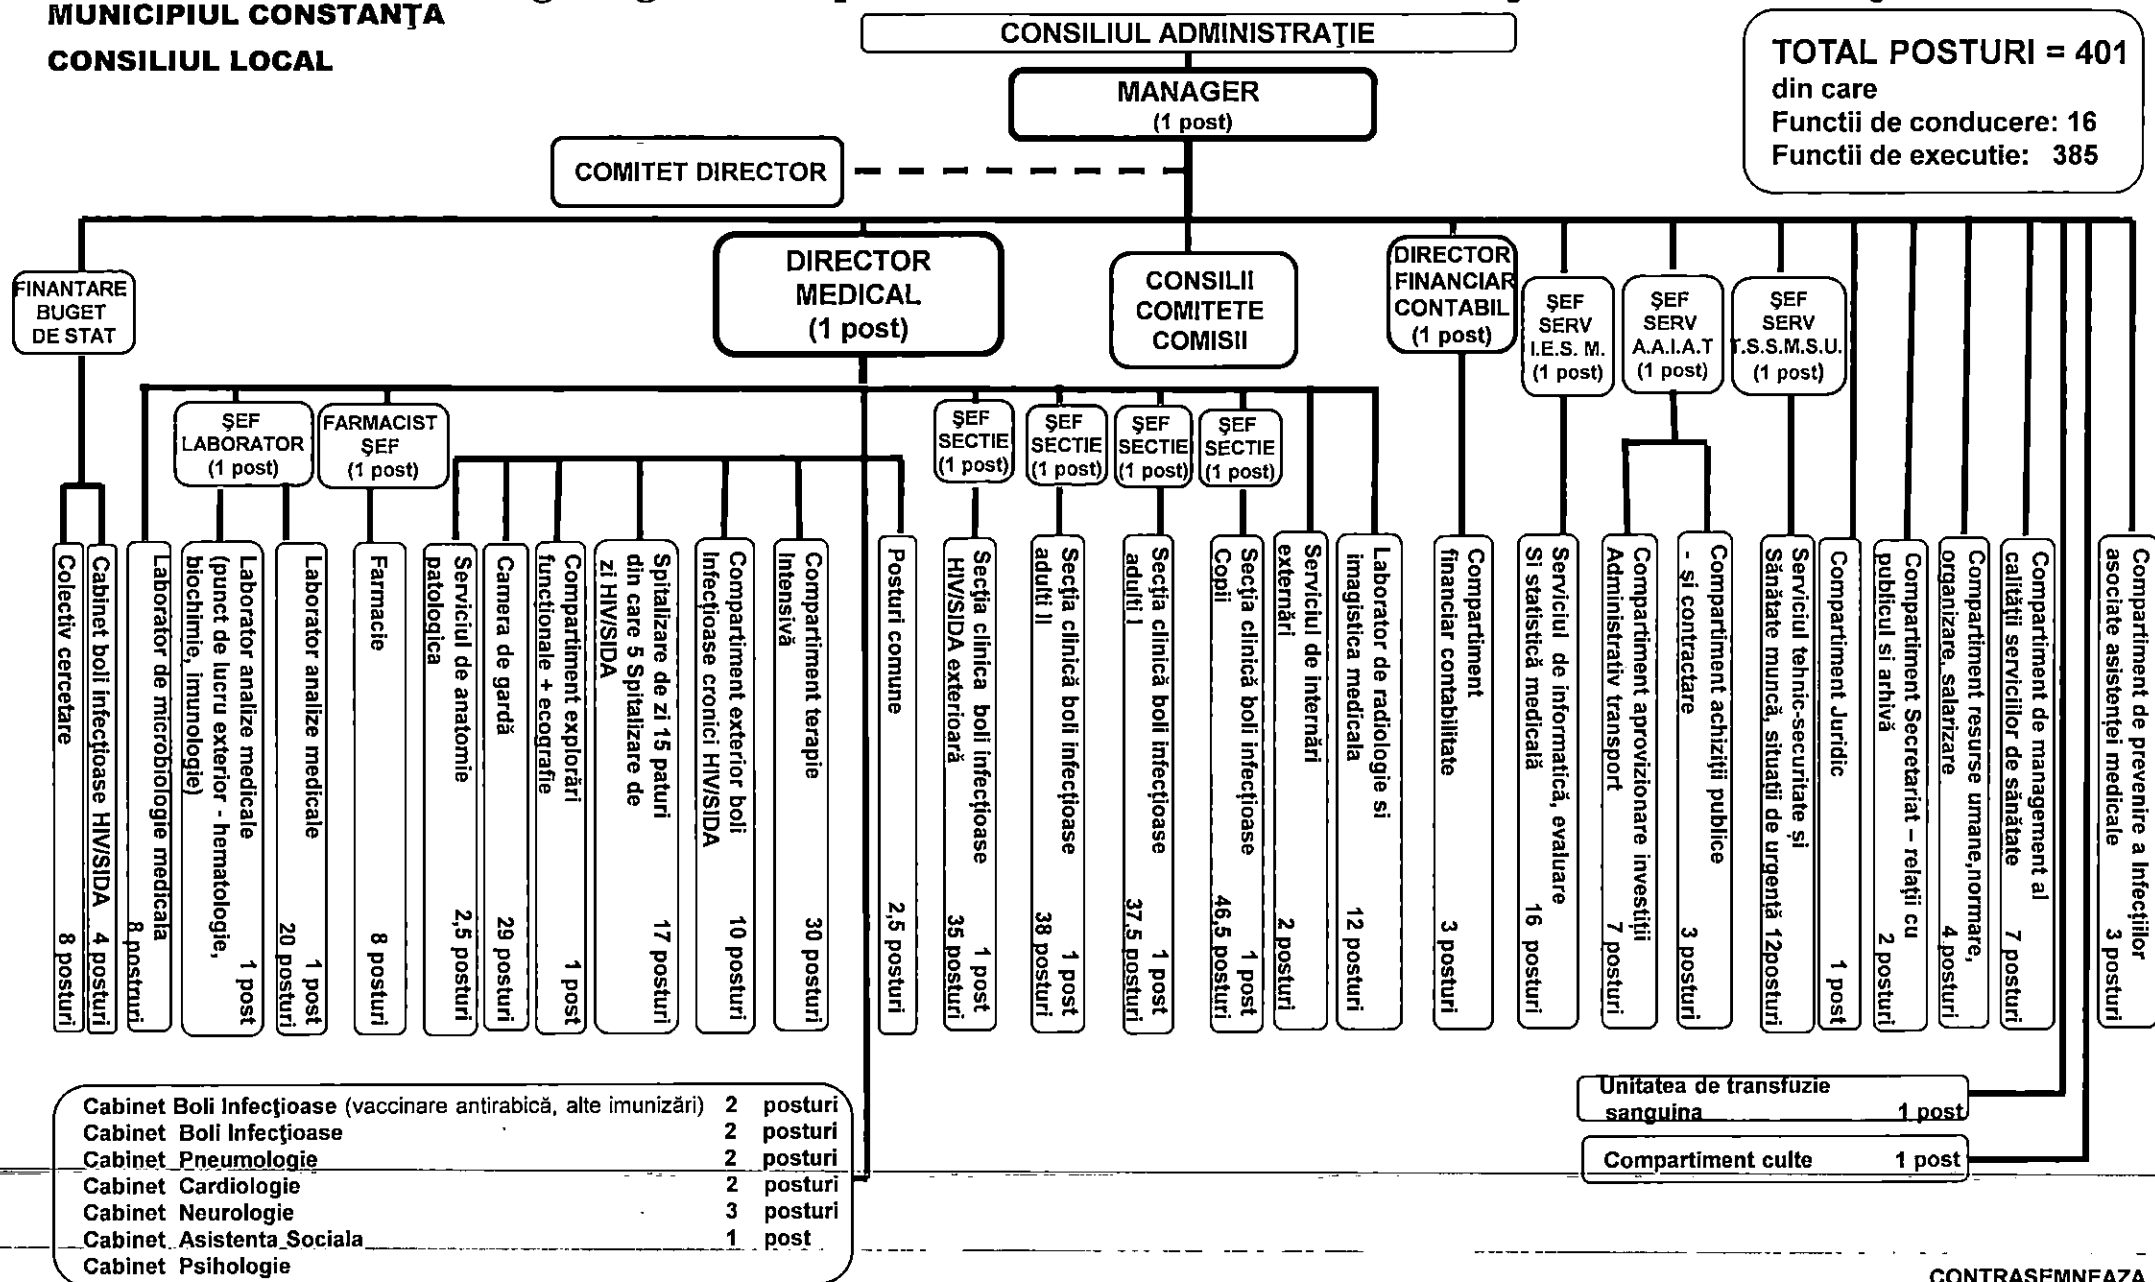 MUNICIPIUL CONSTANŢA
CONSILIUL LOCAL
CONSILIUL ADMINISTRAŢIE
MANAGER
(1 post)
COMITET DIRECTOR
TOTAL POSTURI = 401
din care
Functii de conducere: 16
Functii de executie: 385
FINANTARE
BUGET
DE STAT
DIRECTOR
MEDICAL
(1 post)
CONSILII
COMITETE
COMISII
DIRECTOR
FINANCIAR
CONTABIL
(1 post)
ŞEF
SERV
I.E.S. M.
(1 post)
ŞEF
SERV
A.A.I.A.T
(1 post)
ŞEF
SERV
T.S.S.M.S.U.
(1 post)
ŞEF
LABORATOR
(1 post)
FARMACIST
ŞEF
(1 post)
ŞEF
SECTIE
(1 post)
ŞEF
SECTIE
(1 post)
ŞEF
SECTIE
(1 post)
ŞEF
SECTIE
(1 post)
Colectiv cercetare 8 posturi
Cabinet boli infecţioase HIV/SIDA 4 posturi
Laborator de microbiologie medicala
8 postruri
Laborator analize medicale 1 post
(punct de lucru exterior - hematologie,
biochimie, imunologie)
Laborator analize medicale 1 post
20 posturi
Farmacie 8 posturi
Serviciul de anatomie
patologica 2,5 posturi
Camera de gardă 29 posturi
Compartiment explorări
funcţionale + ecografie 1 post
Spitalizare de zi 15 paturi
din care 5 Spitalizare de
zi HIV/SIDA 17 posturi
Compartiment exterior boli
Infecţioase cronici HIV/SIDA 10 posturi
Compartiment terapie
Intensivă 30 posturi
Posturi comune 2,5 posturi
Secţia clinica boli infecţioase 1 post
HIV/SIDA exterioară 35 posturi
Secţia clinică boli infecţioase 1 post
adulti II 38 posturi
Secţia clinică boli infecţioase 1 post
adulti I 37,5 posturi
Secţia clinică boli infecţioase 1 post
Copii 46,5 posturi
Serviciul de internări
externări 2 posturi
Laborator de radiologie si
imagistica medicala 12 posturi
Compartiment
financiar contabilitate 3 posturi
Serviciul de informatică, evaluare
Si statistică medicală 16 posturi
Compartiment aprovizionare investiţii
Administrativ transport 7 posturi
Compartiment achiziţii publice
- şi contractare 3 posturi
Serviciul tehnic-securitate şi
Sănătate muncă, situaţii de urgenţă 12posturi
Compartiment Juridic 1 post
Compartiment Secretariat – relaţii cu
publicul si arhivă 2 posturi
Compartiment resurse umane,normare,
organizare, salarizare 4 posturi
Compartiment de management al
calităţii serviciilor de sănătate 7 posturi
Compartiment de prevenire a Infecţiilor
asociate asistenţei medicale 3 posturi
Cabinet Boli Infecţioase (vaccinare antirabică, alte imunizări) 2 posturi
Cabinet Boli Infecţioase 2 posturi
Cabinet Pneumologie 2 posturi
Cabinet Cardiologie 2 posturi
Cabinet Neurologie 3 posturi
Cabinet Asistenta Sociala 1 post
Cabinet Psihologie
Unitatea de transfuzie
sanguina 1 post
Compartiment culte 1 post
CONTRASEMNEAZA